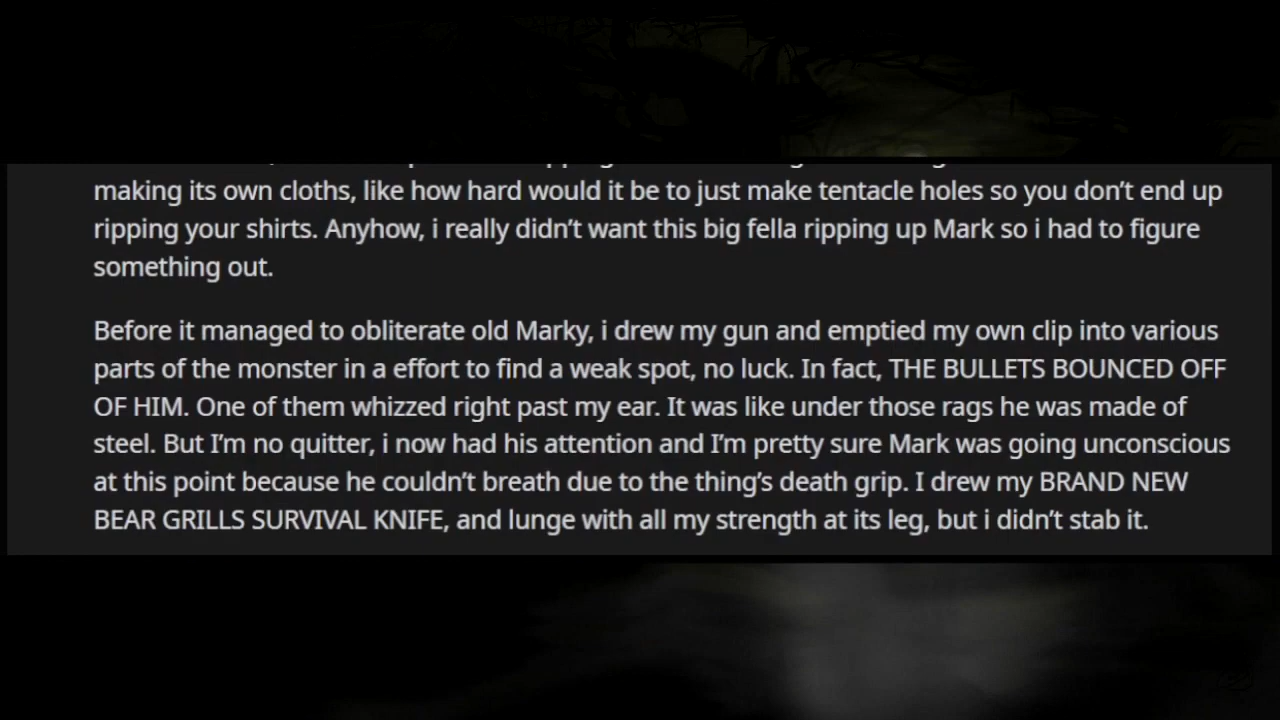 making its own cloths, like how hard would it be to just make tentacle holes so you don’t end up
ripping your shirts. Anyhow, i really didn’t want this big fella ripping up Mark so i had to figure
something out.
Before it managed to obliterate old Marky, i drew my gun and emptied my own clip into various
parts of the monster in a effort to find a weak spot, no luck. In fact, THE BULLETS BOUNCED OFF
OF HIM. One of them whizzed right past my ear. It was like under those rags he was made of
steel. But I’m no quitter, i now had his attention and I’m pretty sure Mark was going unconscious
at this point because he couldn’t breath due to the thing’s death grip. I drew my BRAND NEW
BEAR GRILLS SURVIVAL KNIFE, and lunge with all my strength at its leg, but i didn’t stab it.